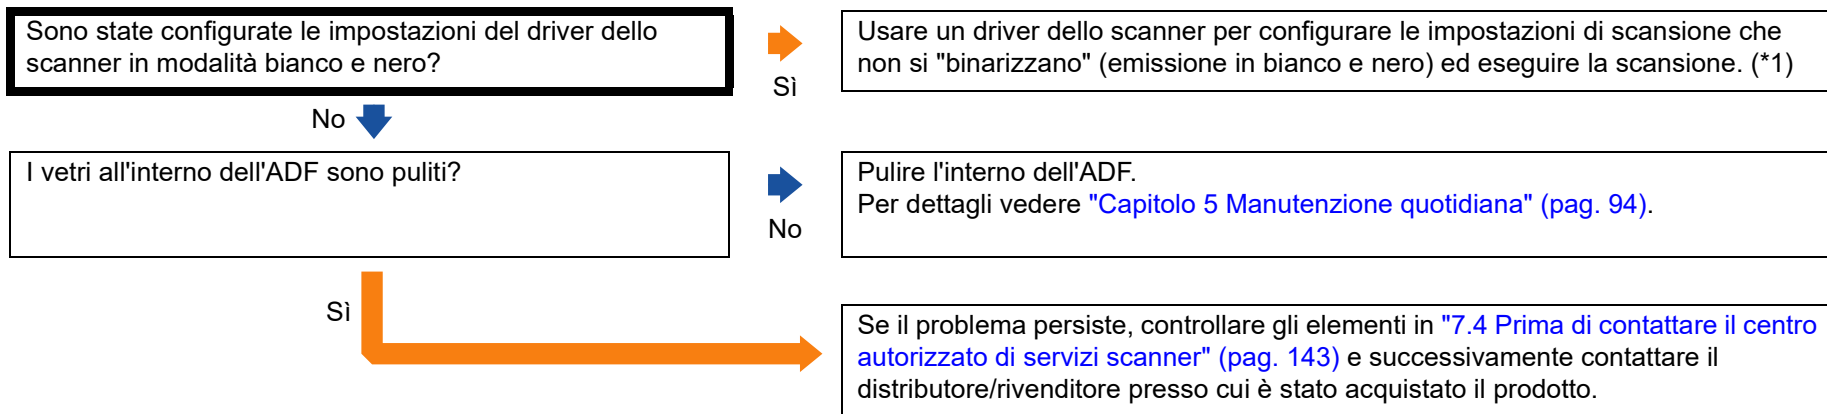 Sono state configurate le impostazioni del driver dello
scanner in modalità bianco e nero?
Sì
Usare un driver dello scanner per configurare le impostazioni di scansione che
non si "binarizzano" (emissione in bianco e nero) ed eseguire la scansione. (*1)
No
I vetri all'interno dell'ADF sono puliti?
No
Pulire l'interno dell'ADF.
Per dettagli vedere "Capitolo 5 Manutenzione quotidiana" (pag. 94).
Sì
Se il problema persiste, controllare gli elementi in "7.4 Prima di contattare il centro
autorizzato di servizi scanner" (pag. 143) e successivamente contattare il
distributore/rivenditore presso cui è stato acquistato il prodotto.